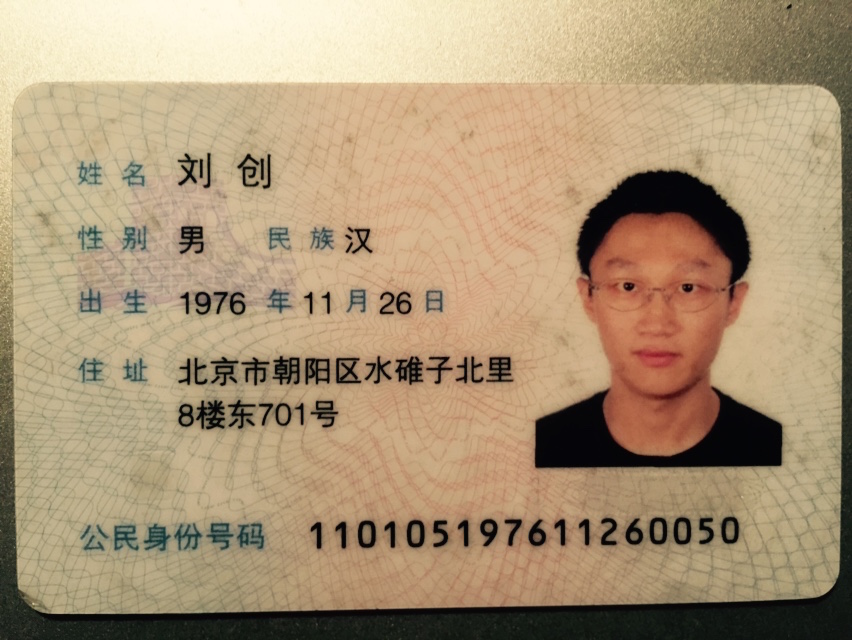 姓名 刘创
性别 男 民族 汉
出生 1976 年 11 月 26 日
住址 北京市朝阳区水碓子北里
8楼东701号
公民身份号码 110105197611260050